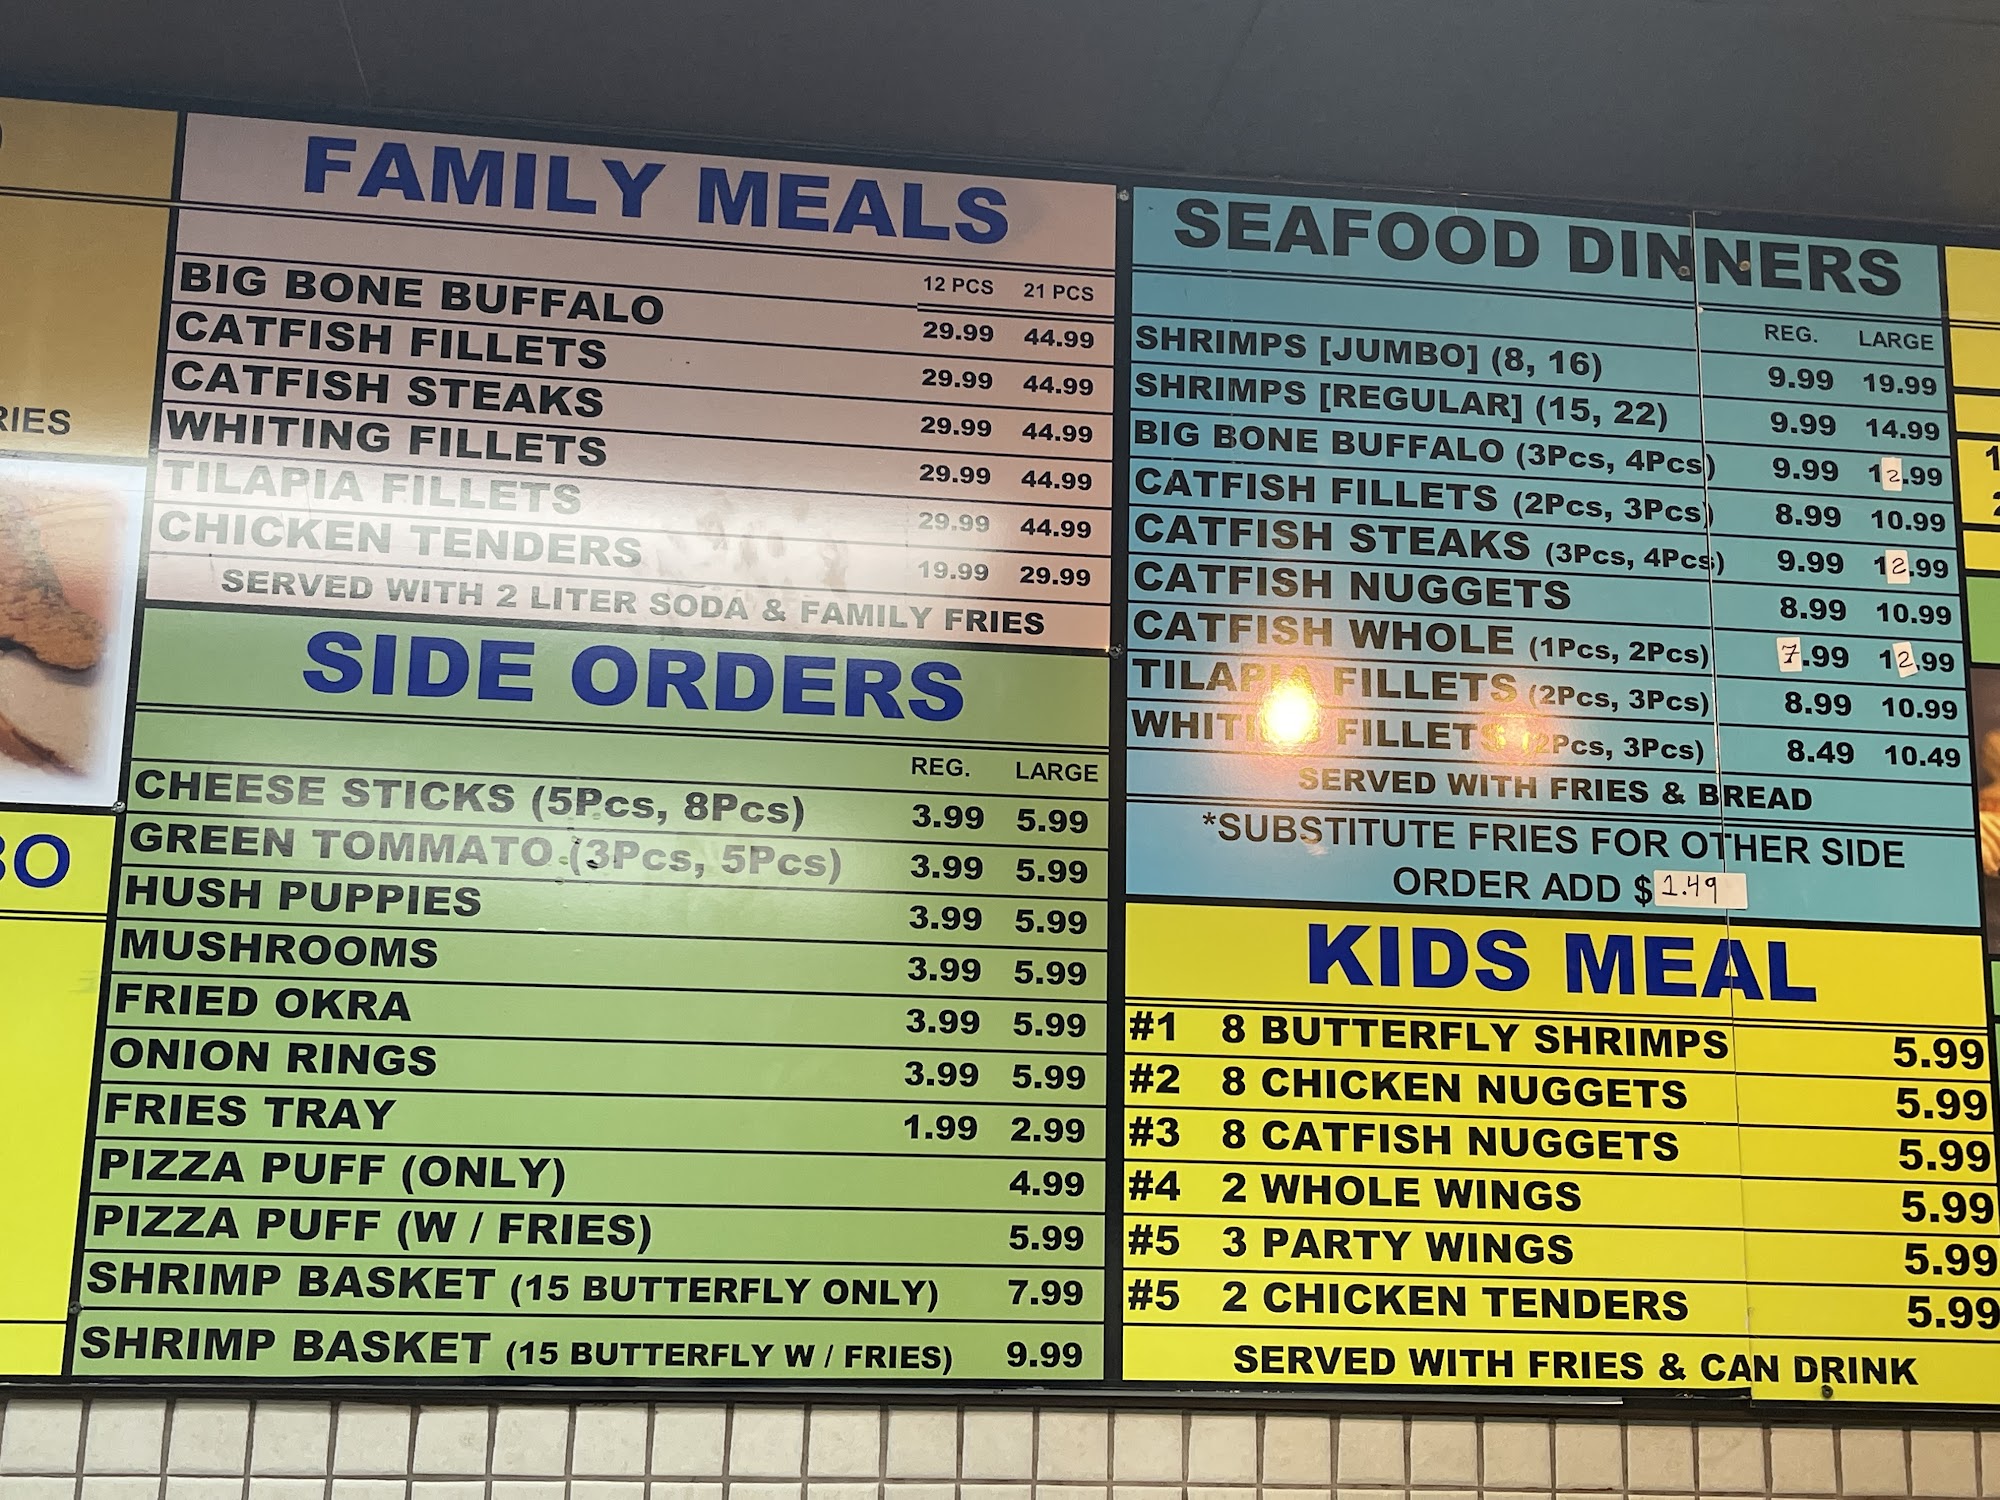 RIES
BO
FAMILY MEALS
12 PCS 21 PCS
BIG BONE BUFFALO 29.99 44.99
CATFISH FILLETS 29.99 44.99
CATFISH STEAKS 29.99 44.99
WHITING FILLETS 29.99 44.99
TILAPIA FILLETS 29.99 44.99
CHICKEN TENDERS 19.99 29.99
SERVED WITH 2 LITER SODA & FAMILY FRIES
SIDE ORDERS
REG. LARGE
CHEESE STICKS (5Pcs, 8Pcs) 3.99 5.99
GREEN TOMMATO (3Pcs, 5Pcs) 3.99 5.99
HUSH PUPPIES 3.99 5.99
MUSHROOMS 3.99 5.99
FRIED OKRA 3.99 5.99
ONION RINGS 3.99 5.99
FRIES TRAY 1.99 2.99
PIZZA PUFF (ONLY) 4.99
PIZZA PUFF (W / FRIES) 5.99
SHRIMP BASKET (15 BUTTERFLY ONLY) 7.99
SHRIMP BASKET (15 BUTTERFLY W / FRIES) 9.99
SEAFOOD DINNERS
REG. LARGE
SHRIMPS [JUMBO] (8, 16) 9.99 19.99
SHRIMPS [REGULAR] (15, 22) 9.99 14.99
BIG BONE BUFFALO (3Pcs, 4Pcs) 9.99 12.99
CATFISH FILLETS (2Pcs, 3Pcs) 8.99 10.99
CATFISH STEAKS (3Pcs, 4Pcs) 9.99 12.99
CATFISH NUGGETS 8.99 10.99
CATFISH WHOLE (1Pcs, 2Pcs) 7.99 12.99
TILAPIA FILLETS (2Pcs, 3Pcs) 8.99 10.99
WHITING FILLETS (2Pcs, 3Pcs) 8.49 10.49
SERVED WITH FRIES & BREAD
*SUBSTITUTE FRIES FOR OTHER SIDE
ORDER ADD $1.49
KIDS MEAL
#1 8 BUTTERFLY SHRIMPS 5.99
#2 8 CHICKEN NUGGETS 5.99
#3 8 CATFISH NUGGETS 5.99
#4 2 WHOLE WINGS 5.99
#5 3 PARTY WINGS 5.99
#5 2 CHICKEN TENDERS 5.99
SERVED WITH FRIES & CAN DRINK